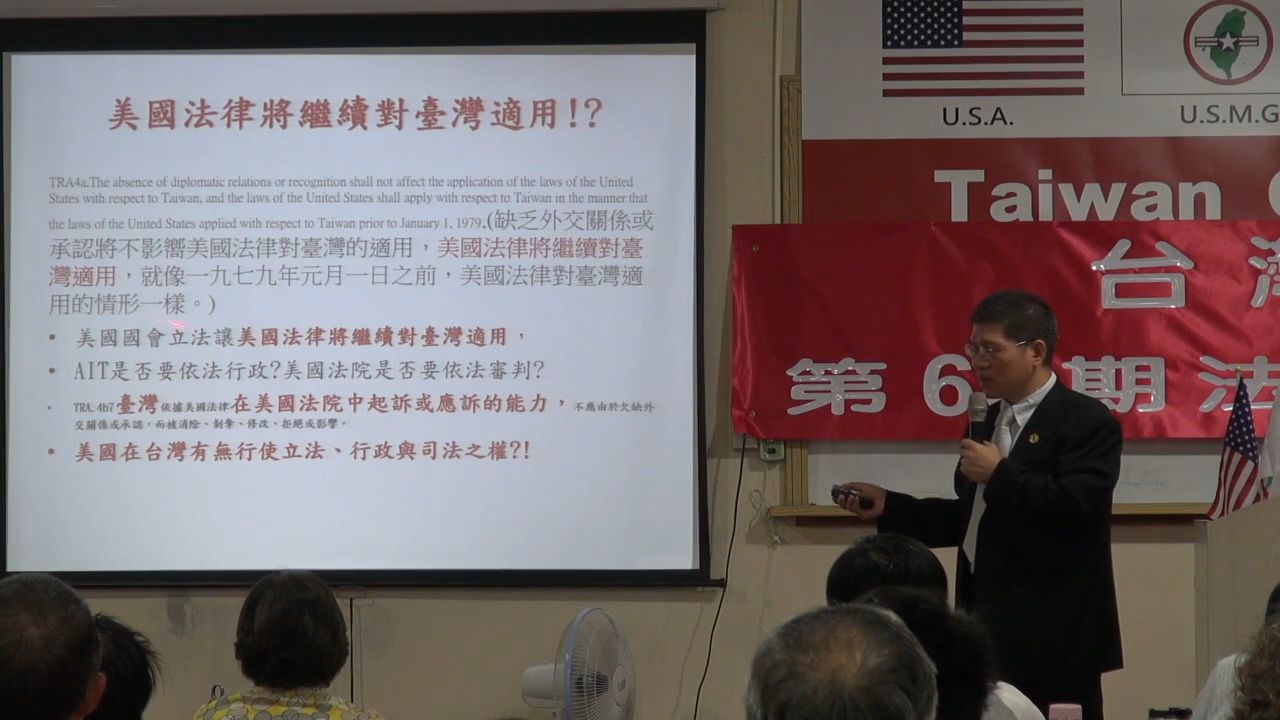 美國法律將繼續對臺灣適用!?
TRA4a.The absence of diplomatic relations or recognition shall not affect the application of the laws of the United
States with respect to Taiwan, and the laws of the United States shall apply with respect to Taiwan in the manner that
the laws of the United States applied with respect to Taiwan prior to January 1, 1979.(缺乏外交關係或
承認將不影響美國法律對臺灣的適用，美國法律將繼續對臺
灣適用，就像一九七九年元月一日之前，美國法律對臺灣適
用的情形一樣。)
• 美國國會立法讓美國法律將繼續對臺灣適用，
• AIT是否要依法行政?美國法院是否要依法審判?
• TRA. 4b7臺灣依據美國法律在美國法院中起訴或應訴的能力，不應由於欠缺外
交關係或承認，而被消除、剝奪、修改、拒絕或影響。
• 美國在台灣有無行使立法、行政與司法之權?!
U.S.A.
U.S.M.G
Taiwan
台
第6 期法